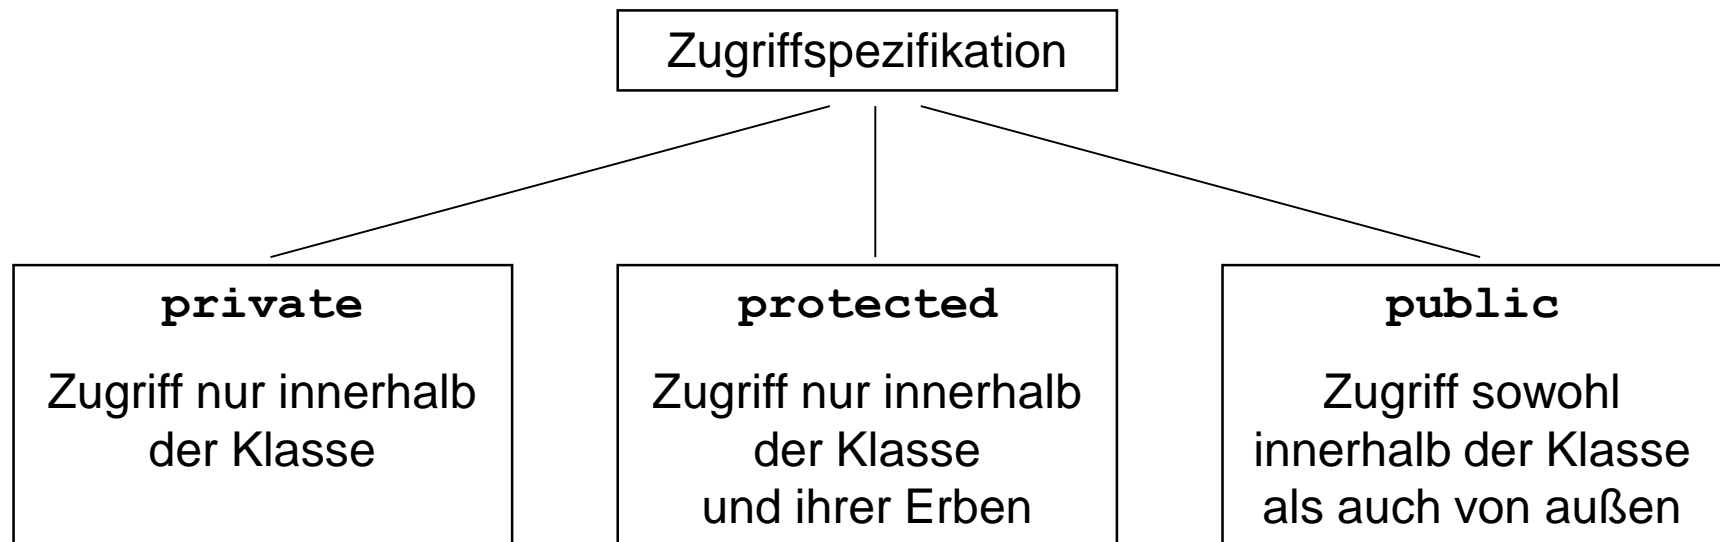 Zugriffspezifikation
private
Zugriff nur innerhalb
der Klasse
protected
Zugriff nur innerhalb
der Klasse
und ihrer Erben
public
Zugriff sowohl
innerhalb der Klasse
als auch von außen